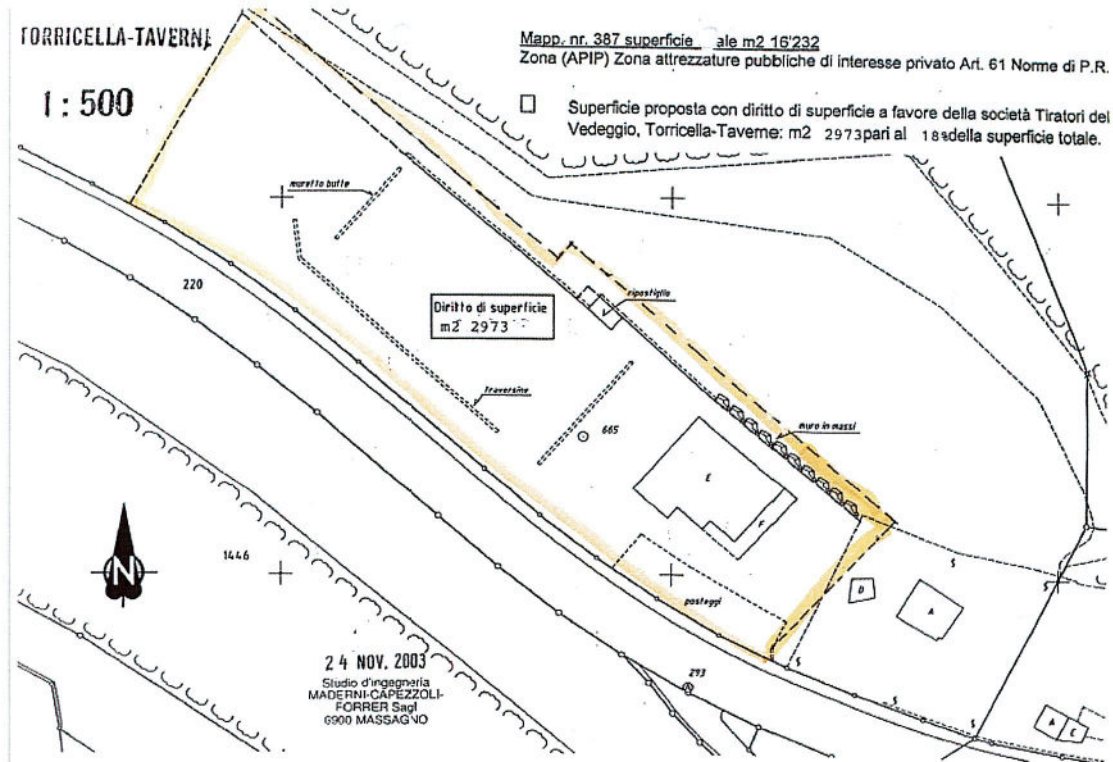 TORRICELLA-TAVERNE
1 : 500
Mapp. nr. 387 superficie ale m2 16'232
Zona (APIP) Zona attrezzature pubbliche di interesse privato Art. 61 Norme di P.R.
Superficie proposta con diritto di superficie a favore della società Tiratori del
Vedeggio, Torricella-Taverne: m2 2973pari al 18%della superficie totale.
muretto butte
220
Diritto di superficie
m2 2973
ripostiglio
traversine
665
muro in massi
E
F
1446
N
posteggi
D
A
S
S
S
S
S
293
A
C
2 4 NOV. 2003
Studio d'ingegneria
MADERNI-CAPEZZOLI-
FORRER Sagl
6900 MASSAGNO